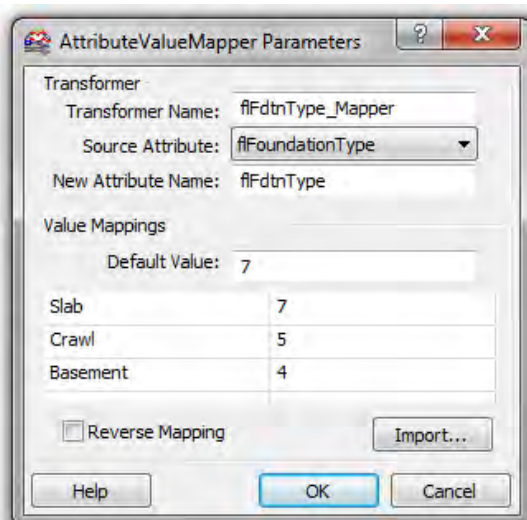 AttributeValueMapper Parameters
Transformer
Transformer Name: flFdtnType_Mapper
Source Attribute: flFoundationType
New Attribute Name: flFdtnType
Value Mappings
Default Value: 7
Slab 7
Crawl 5
Basement 4
Reverse Mapping Import...
Help OK Cancel